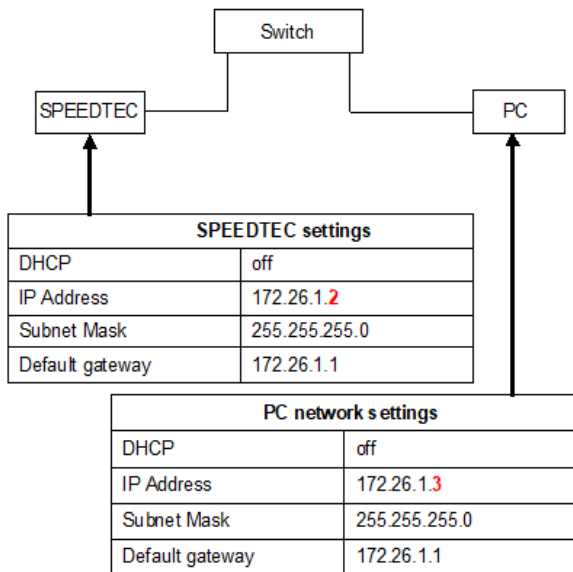 Switch
SPEEDTEC
PC
SPEEDTEC settings
DHCP off
IP Address 172.26.1.2
Subnet Mask 255.255.255.0
Default gateway 172.26.1.1
PC network settings
DHCP off
IP Address 172.26.1.3
Subnet Mask 255.255.255.0
Default gateway 172.26.1.1